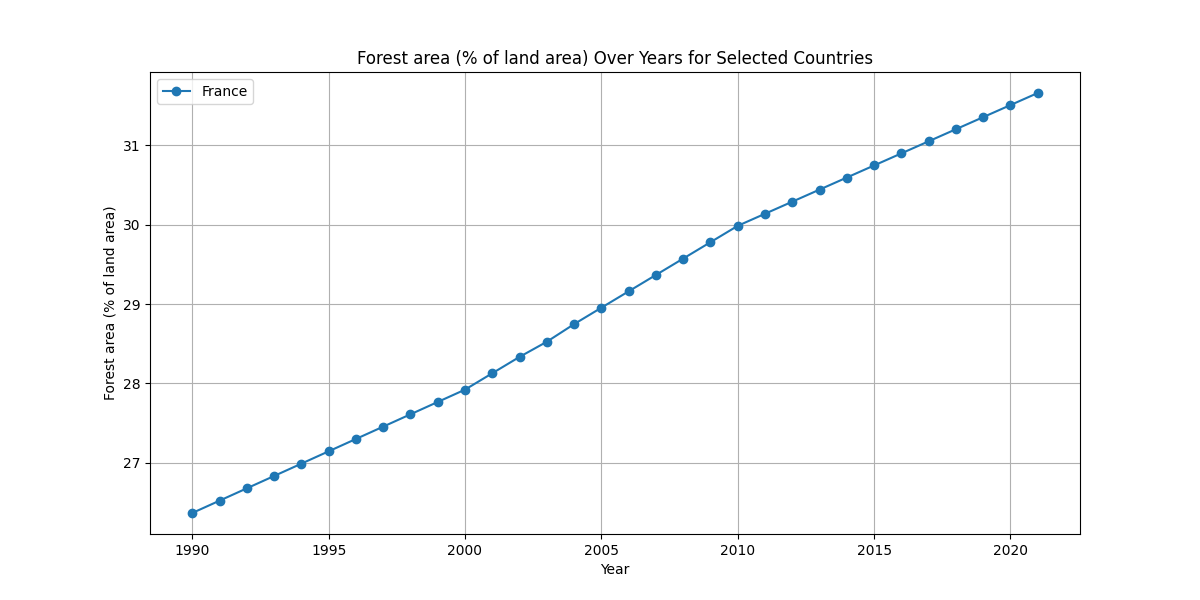 Forest area (% of land area) Over Years for Selected Countries
France
31
30
29
28
27
Forest area (% of land area)
1990 1995 2000 2005 2010 2015 2020
Year